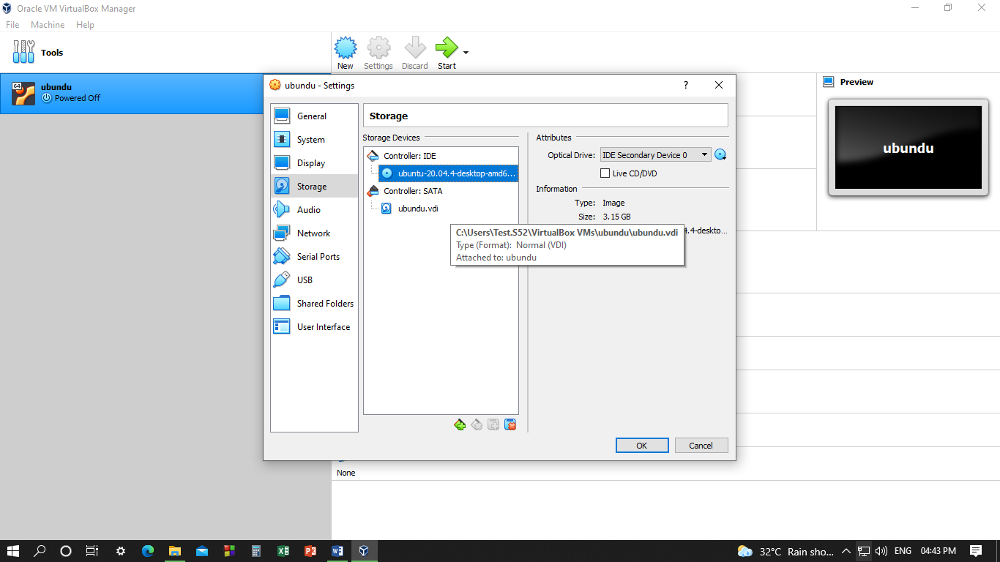 Oracle VM VirtualBox Manager
File Machine Help
Tools
New Settings Discard Start
64
ubundu
Powered Off
ubundu - Settings
?
General
System
Display
Storage
Audio
Network
Serial Ports
USB
Shared Folders
User Interface
Storage
Storage Devices
Controller: IDE
ubuntu-20.04.4-desktop-amd6...
Controller: SATA
ubundu.vdi
Attributes
Optical Drive: IDE Secondary Device 0
Live CD/DVD
Information
Type: Image
Size: 3.15 GB
4.4-deskto...
C:\Users\Test.S52\VirtualBox VMs\ubundu\ubundu.vdi
Type (Format): Normal (VDI)
Attached to: ubundu
OK Cancel
Preview
ubundu
None
32°C Rain sho... ENG 04:43 PM